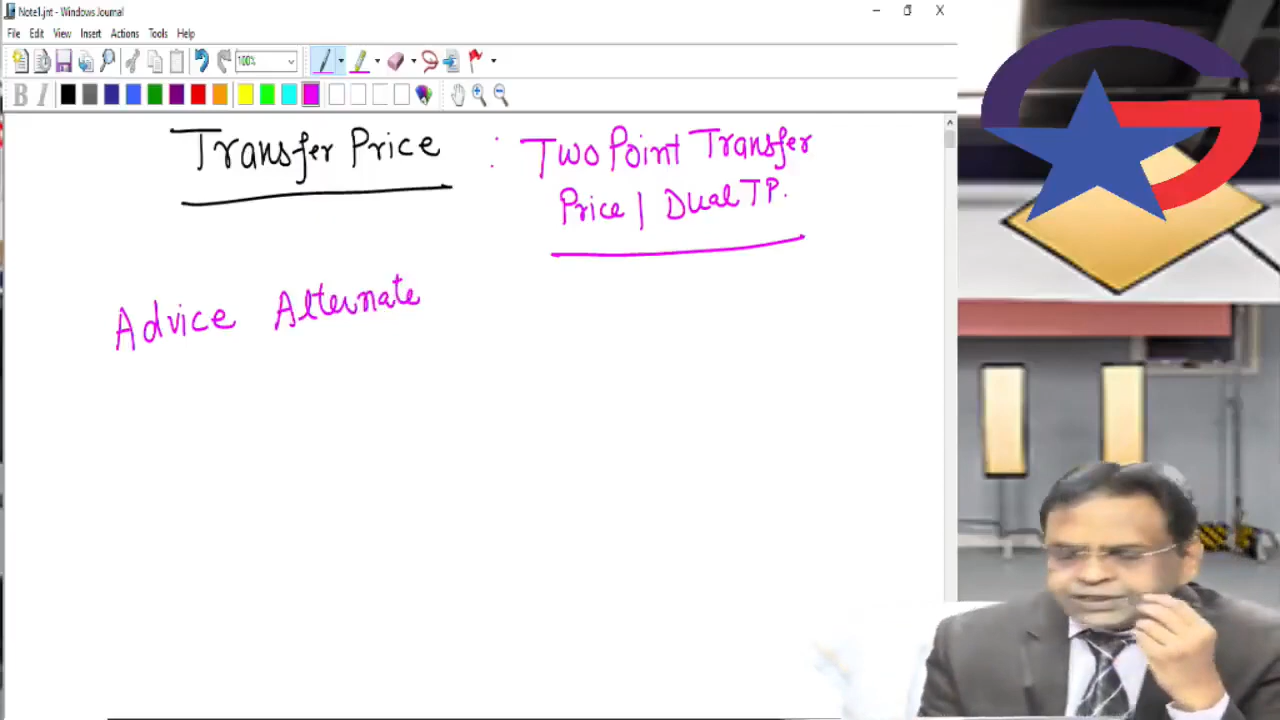 Note1.jnt - Windows Journal
File Edit View Insert Actions Tools Help
100%
B I
Transfer Price : Two Point Transfer
Price | Dual TP.
Advice Alternate